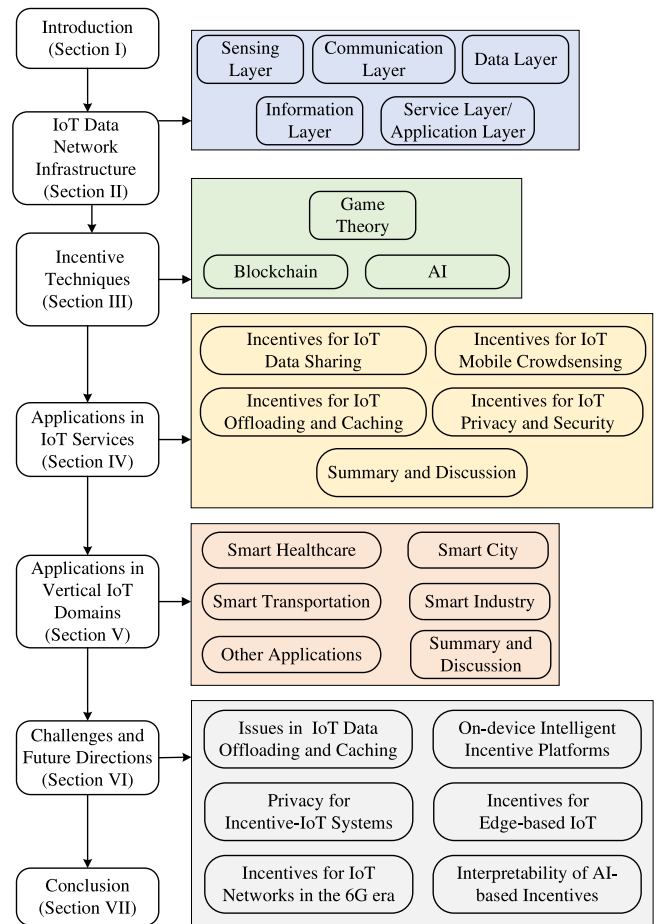 Introduction
(Section I)
Sensing
Layer
Communication
Layer
Data Layer
Information
Layer
Service Layer/
Application Layer
IoT Data
Network
Infrastructure
(Section II)
Game
Theory
Blockchain
AI
Incentive
Techniques
(Section III)
Incentives for IoT
Data Sharing
Incentives for IoT
Mobile Crowdsensing
Incentives for IoT
Offloading and Caching
Incentives for IoT
Privacy and Security
Summary and Discussion
Applications in
IoT Services
(Section IV)
Smart Healthcare
Smart City
Smart Transportation
Smart Industry
Other Applications
Summary and
Discussion
Applications in
Vertical IoT
Domains
(Section V)
Issues in IoT Data
Offloading and Caching
On-device Intelligent
Incentive Platforms
Privacy for
Incentive-IoT Systems
Incentives for
Edge-based IoT
Incentives for IoT
Networks in the 6G era
Interpretability of AI-
based Incentives
Challenges and
Future Directions
(Section VI)
Conclusion
(Section VII)